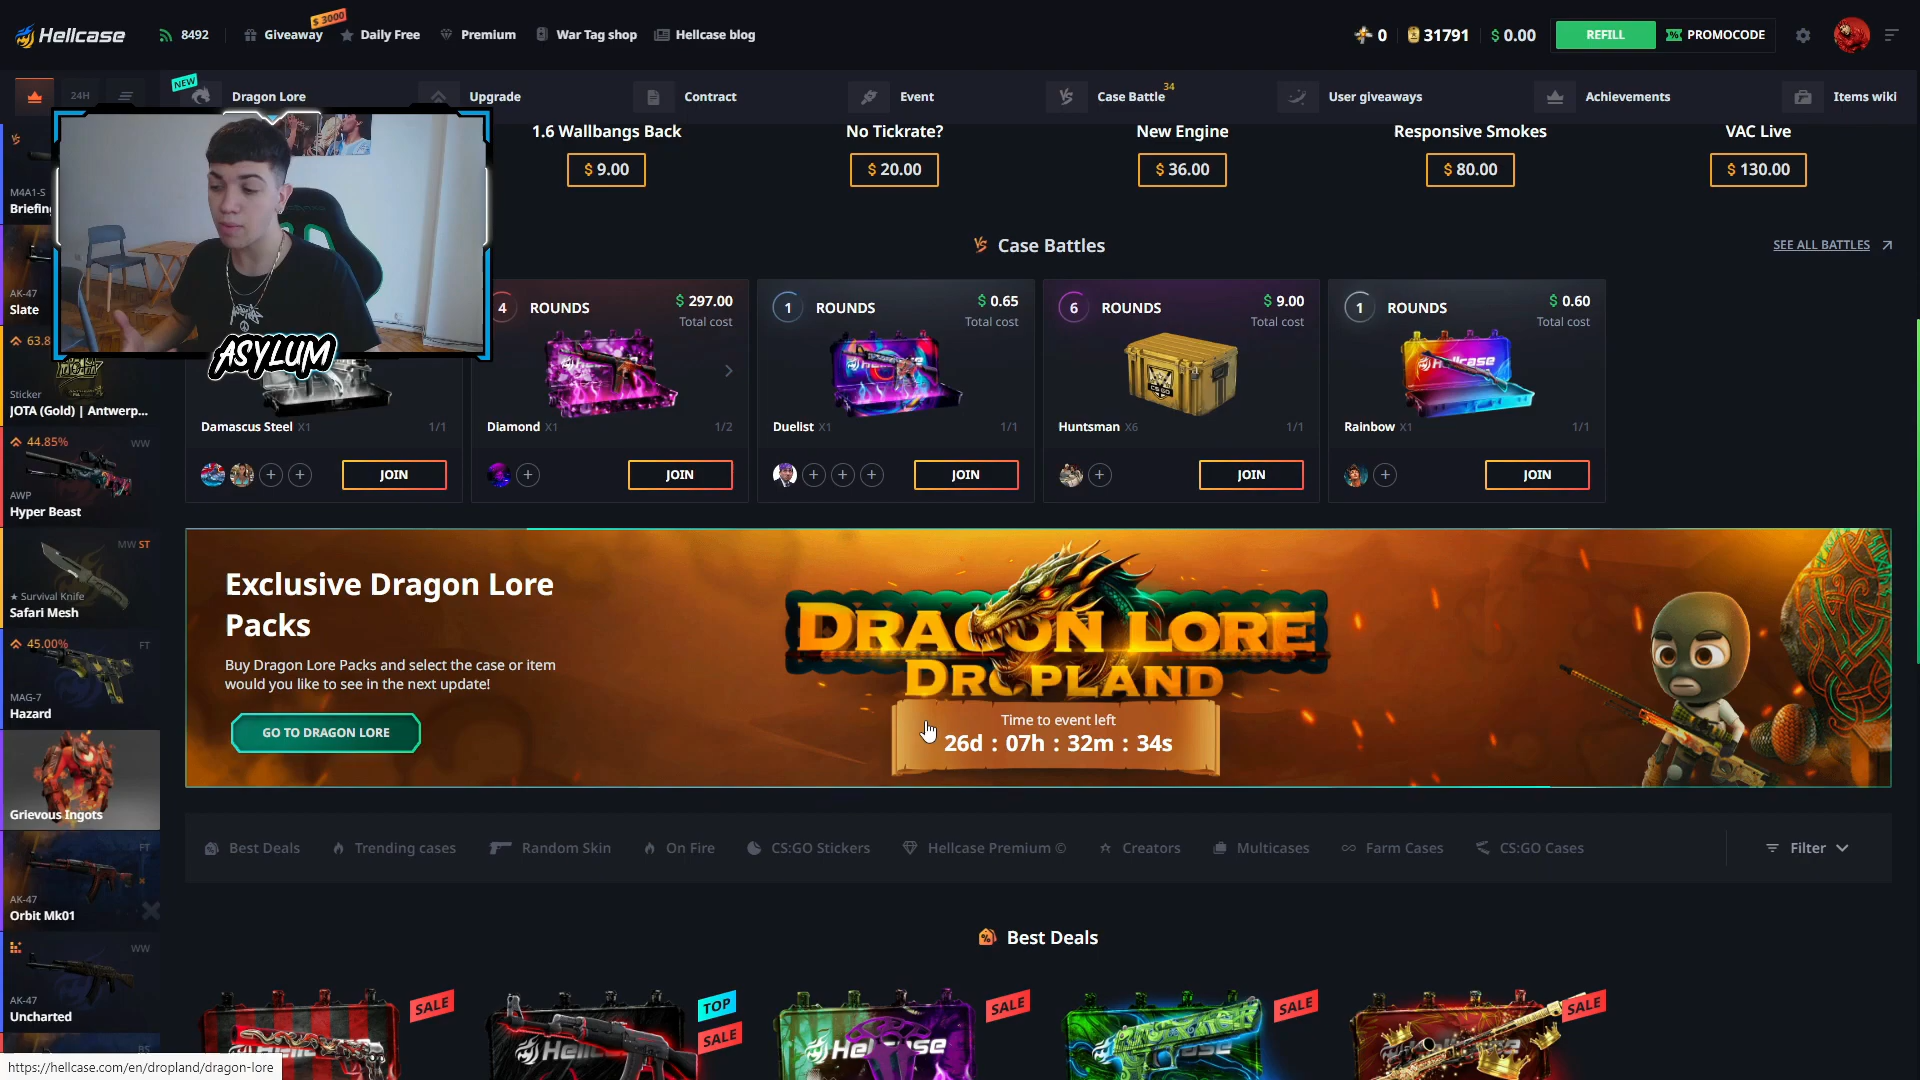 Hellcase
8492
Giveaway
$ 3000
Daily Free
Premium
War Tag shop
Hellcase blog
0
31791
$ 0.00
REFILL
PROMOCODE
24H
NEW
Dragon Lore
Upgrade
Contract
Event
Case Battle
34
User giveaways
Achievements
Items wiki
1.6 Wallbangs Back
No Tickrate?
New Engine
Responsive Smokes
VAC Live
$ 9.00
$ 20.00
$ 36.00
$ 80.00
$ 130.00
VS Case Battles
SEE ALL BATTLES
ASYLUM
Damascus Steel X1
1/1
JOIN
4 ROUNDS
$ 297.00
Total cost
Diamond X1
1/2
JOIN
1 ROUNDS
$ 0.65
Total cost
Duelist X1
1/1
JOIN
6 ROUNDS
$ 9.00
Total cost
CS:GO
Huntsman X6
1/1
JOIN
1 ROUNDS
$ 0.60
Total cost
Hellcase
Rainbow X1
1/1
JOIN
M4A1-S
Briefing
AK-47
Slate
63.8
Sticker
JOTA (Gold) | Antwerp...
44.85%
WW
AWP
Hyper Beast
MW ST
★ Survival Knife
Safari Mesh
45.00%
FT
MAG-7
Hazard
Grievous Ingots
FT
AK-47
Orbit Mk01
WW
AK-47
Uncharted
BS
Exclusive Dragon Lore
Packs
Buy Dragon Lore Packs and select the case or item
would you like to see in the next update!
GO TO DRAGON LORE
DRAGON LORE
DROPLAND
Time to event left
26d : 07h : 32m : 34s
Best Deals
Trending cases
Random Skin
On Fire
CS:GO Stickers
Hellcase Premium ©
Creators
Multicases
Farm Cases
CS:GO Cases
Filter
Best Deals
SALE
TOP
SALE
SALE
SALE
SALE
https://hellcase.com/en/dropland/dragon-lore